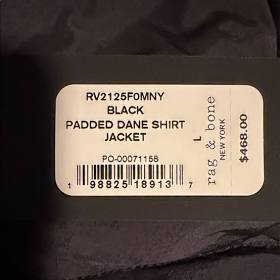 RV2125F0MNY
BLACK
PADDED DANE SHIRT
JACKET
PO-00071158
1 98825 18913 7
L
rag & bone
NEW YORK
$468.00